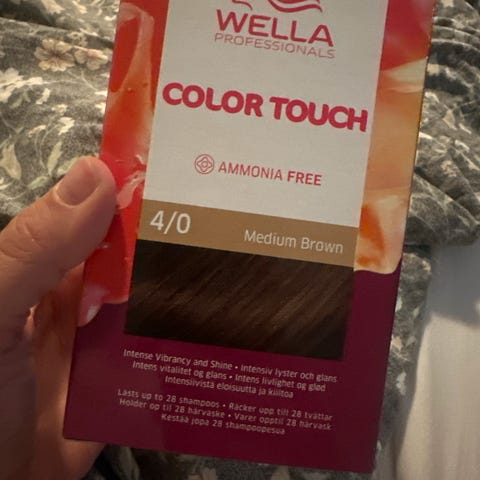 WELLA
PROFESSIONALS
COLOR TOUCH
AMMONIA FREE
4/0
Medium Brown
Intense Vibrancy and Shine • Intensiv lyster och glans
Intens vitalitet og glans • Intens livlighet og glød
Intensiivistä eloisuutta ja kiiltoa
Lasts up to 28 shampoos • Räcker upp till 28 tvättar
Holder op til 28 hårvaske • Varer opptil 28 hårvask
Kestää jopa 28 shampoopesua